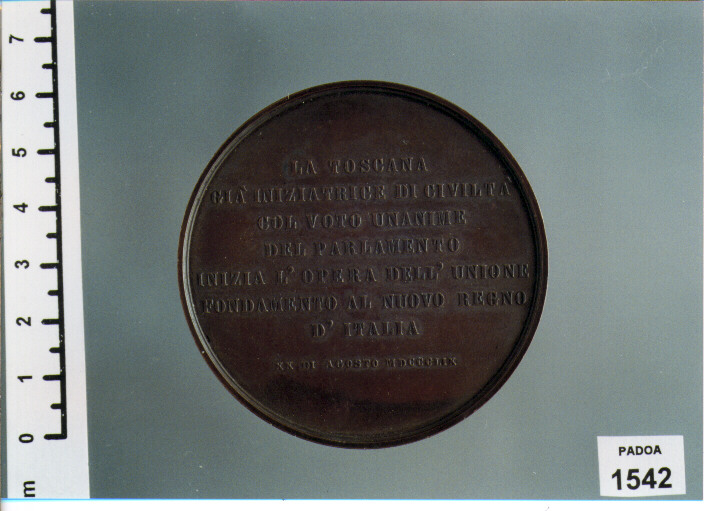 LA TOSCANA
GIÀ INIZIATRICE DI CIVILTÀ
COL VOTO UNANIME
DEL PARLAMENTO
INIZIA L' OPERA DELL' UNIONE
FONDAMENTO AL NUOVO REGNO
D' ITALIA
XX DI AGOSTO MDCCCLIX
7
6
5
4
3
2
1
0
m
PADOA
1542